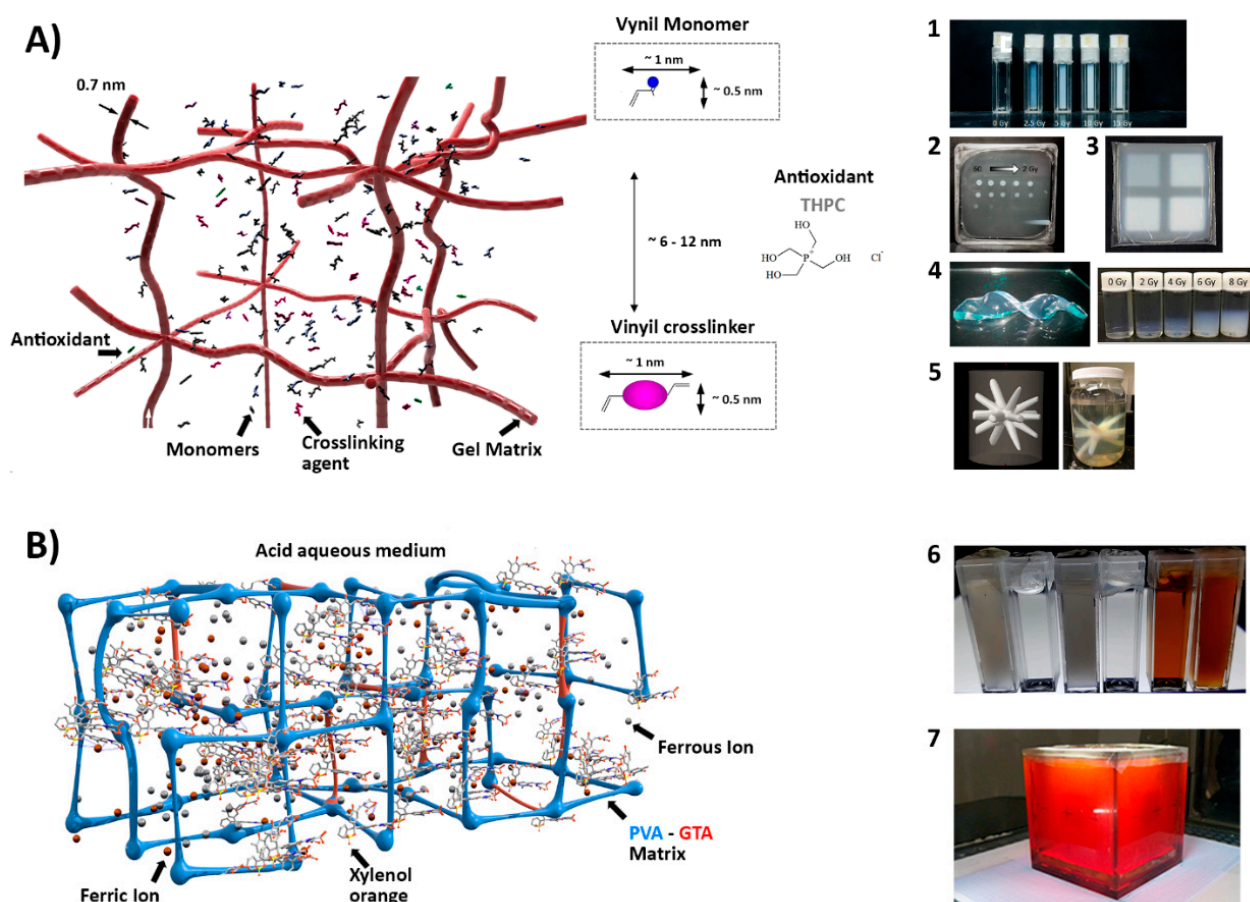 A)
0.7 nm
Antioxidant
Monomers
Crosslinking
agent
Gel Matrix
Vynil Monomer
~ 1 nm
~ 0.5 nm
~ 6 - 12 nm
Vinyil crosslinker
~ 1 nm
~ 0.5 nm
Antioxidant
THPC
HO
HO
P+
OH
HO
Cl-
1
0 Gy 2.5 Gy 5 Gy 10 Gy 15 Gy
2
2 Gy
3
4
0 Gy 2 Gy 4 Gy 6 Gy 8 Gy
5
B)
Acid aqueous medium
Ferrous Ion
PVA - GTA
Matrix
Xylenol
orange
Ferric Ion
6
7